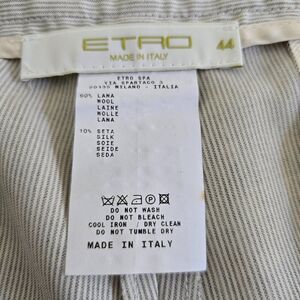 ETRO
MADE IN ITALY
44
ETRO SPA
VIA SPARTACO 3
20135 MILANO - ITALIA
90% LANA
WOOL
LAINE
WOLLE
LANA
10% SETA
SILK
SOIE
SEIDE
SEDA
DO NOT WASH
DO NOT BLEACH
COOL IRON / DRY CLEAN
DO NOT TUMBLE DRY
MADE IN ITALY